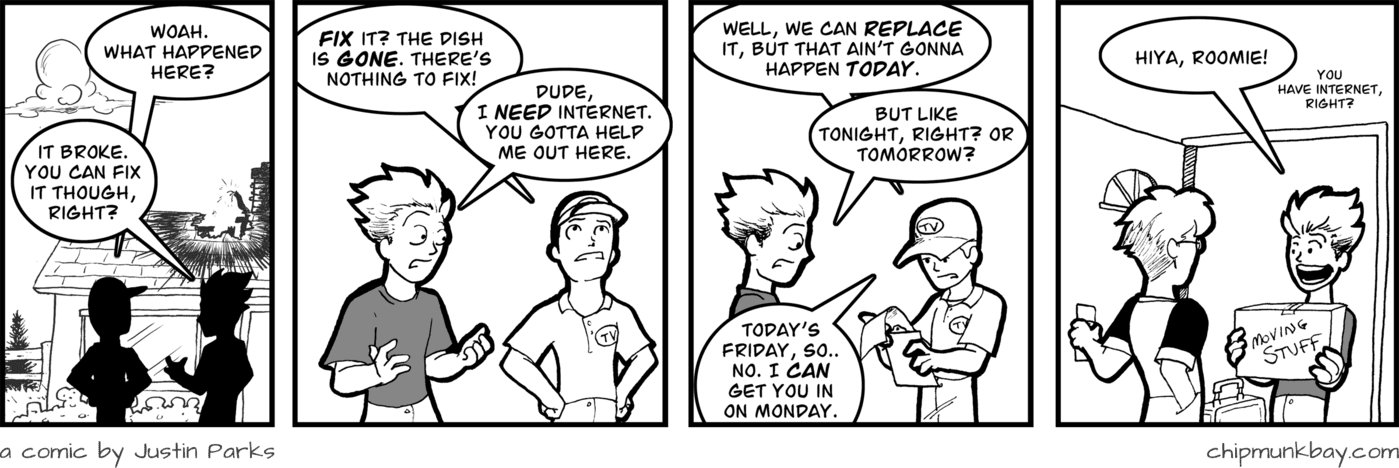 WOAH.
WHAT HAPPENED
HERE?
IT BROKE.
YOU CAN FIX
IT THOUGH,
RIGHT?
FIX IT? THE DISH
IS GONE. THERE'S
NOTHING TO FIX!
DUDE,
I NEED INTERNET.
YOU GOTTA HELP
ME OUT HERE.
TV
WELL, WE CAN REPLACE
IT, BUT THAT AIN'T GONNA
HAPPEN TODAY.
BUT LIKE
TONIGHT, RIGHT? OR
TOMORROW?
TV
TV
TODAY'S
FRIDAY, SO..
NO. I CAN
GET YOU IN
ON MONDAY.
HIYA, ROOMIE!
YOU
HAVE INTERNET,
RIGHT?
MOVING
STUFF
a comic by Justin Parks
chipmunkbay.com